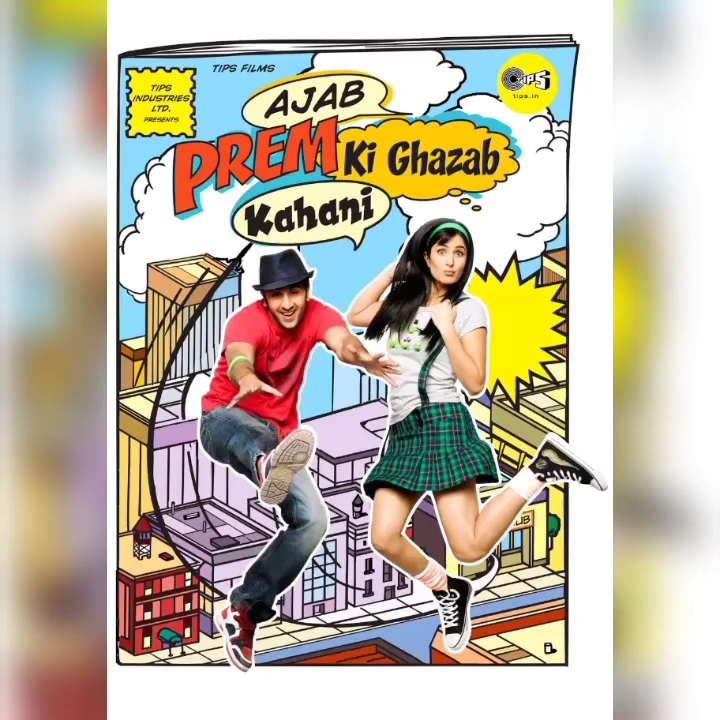 TIPS FILMS
TIPS
INDUSTRIES
LTD.
PRESENTS
TIPS
tips.in
AJAB
PREM Ki Ghazab
Kahani